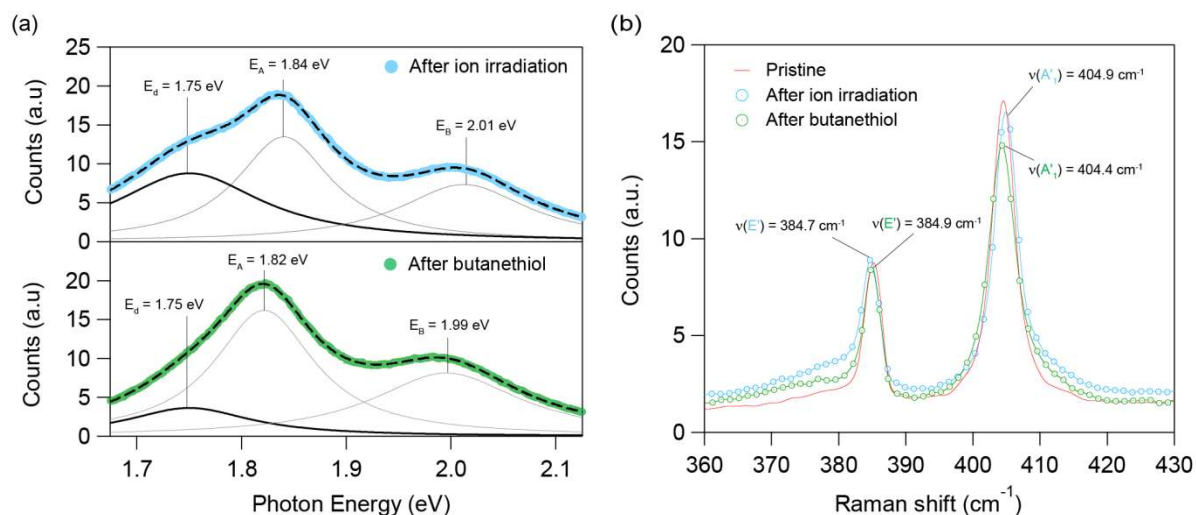 (a)
25
20
15
10
5
0
Counts (a.u)
E_d = 1.75 eV
E_A = 1.84 eV
E_B = 2.01 eV
After ion irradiation
20
15
10
5
0
Counts (a.u)
E_d = 1.75 eV
E_A = 1.82 eV
E_B = 1.99 eV
After butanethiol
1.7 1.8 1.9 2.0 2.1
Photon Energy (eV)
(b)
20
15
10
5
0
Counts (a.u.)
Pristine
After ion irradiation
After butanethiol
ν(A'₁) = 404.9 cm⁻¹
ν(A'₁) = 404.4 cm⁻¹
ν(E') = 384.7 cm⁻¹
ν(E') = 384.9 cm⁻¹
360 370 380 390 400 410 420 430
Raman shift (cm⁻¹)